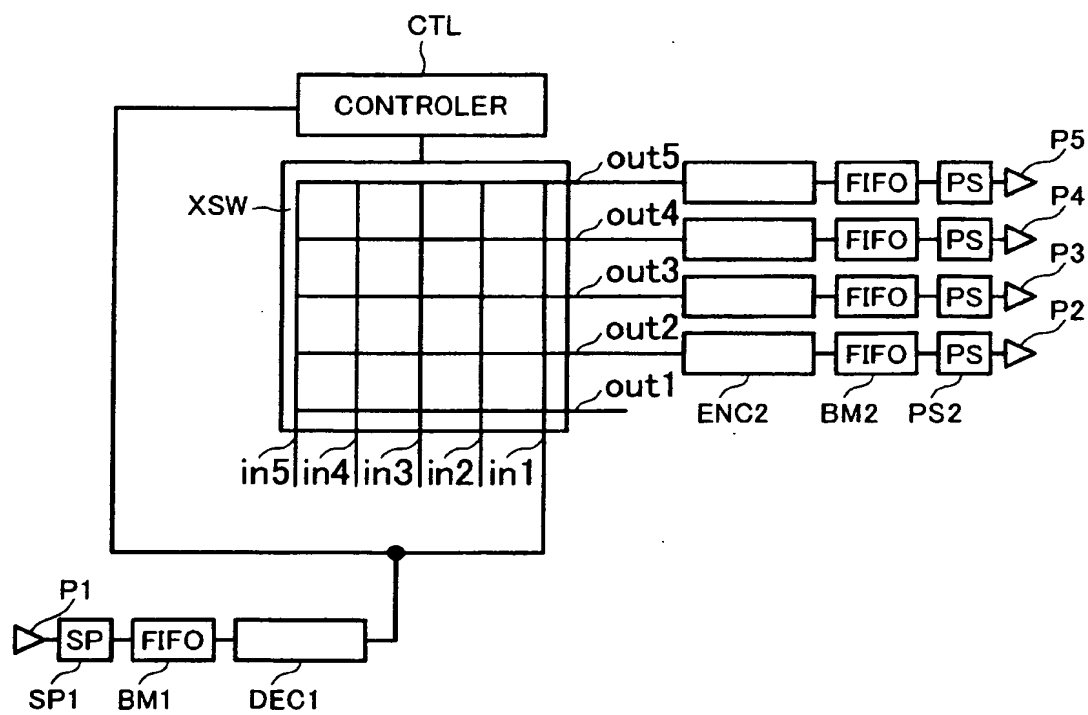 CTL
CONTROLER
XSW
out5
out4
out3
out2
out1
FIFO PS P5
FIFO PS P4
FIFO PS P3
FIFO PS P2
ENC2 BM2 PS2
in5 in4 in3 in2 in1
P1
SP FIFO
SP1 BM1 DEC1